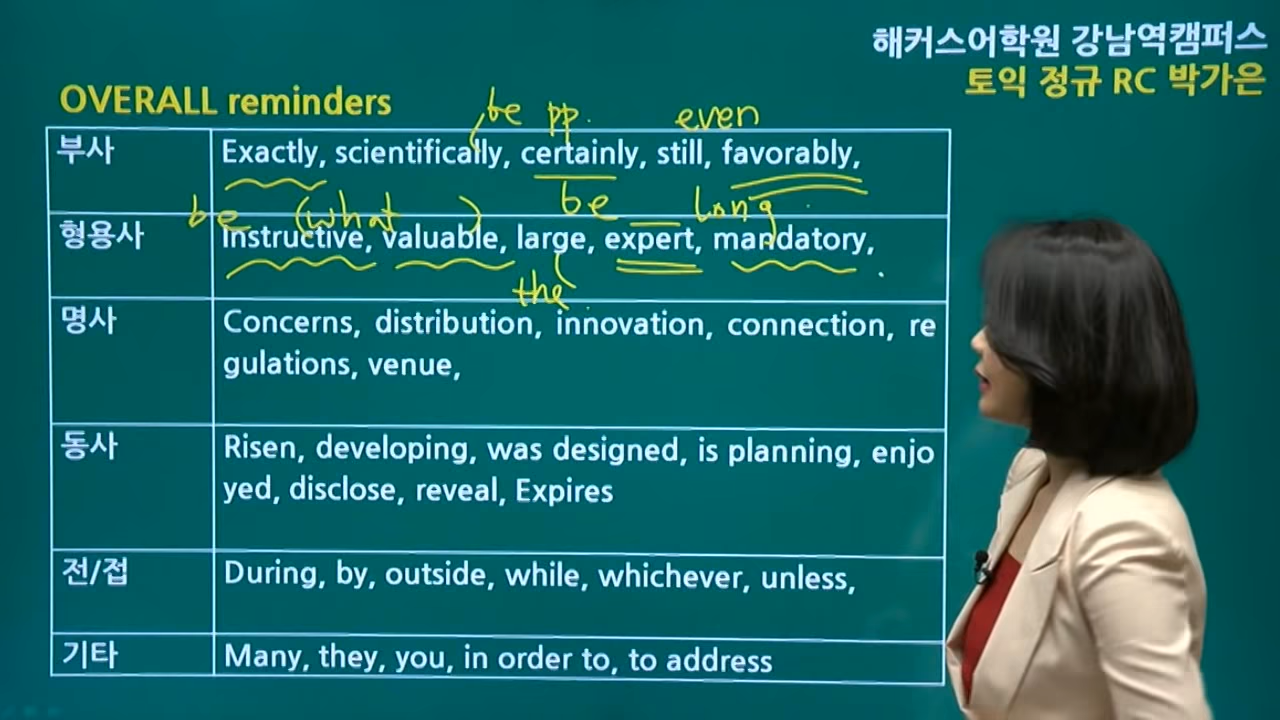 해커스어학원 강남역캠퍼스
토익 정규 RC 박가은
OVERALL reminders
be pp. even
부사 Exactly, scientifically, certainly, still, favorably,
be (what ) be long
형용사 Instructive, valuable, large, expert, mandatory,
the
명사 Concerns, distribution, innovation, connection, re
gulations, venue,
동사 Risen, developing, was designed, is planning, enjo
yed, disclose, reveal, Expires
전/접 During, by, outside, while, whichever, unless,
기타 Many, they, you, in order to, to address